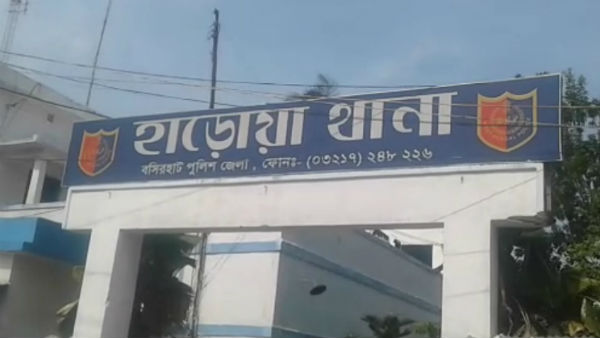 হাড়োয়া থানা
বসিরহাট পুলিশ জেলা, ফোনঃ- (০৩২১৭) ২৪৮ ২২৬